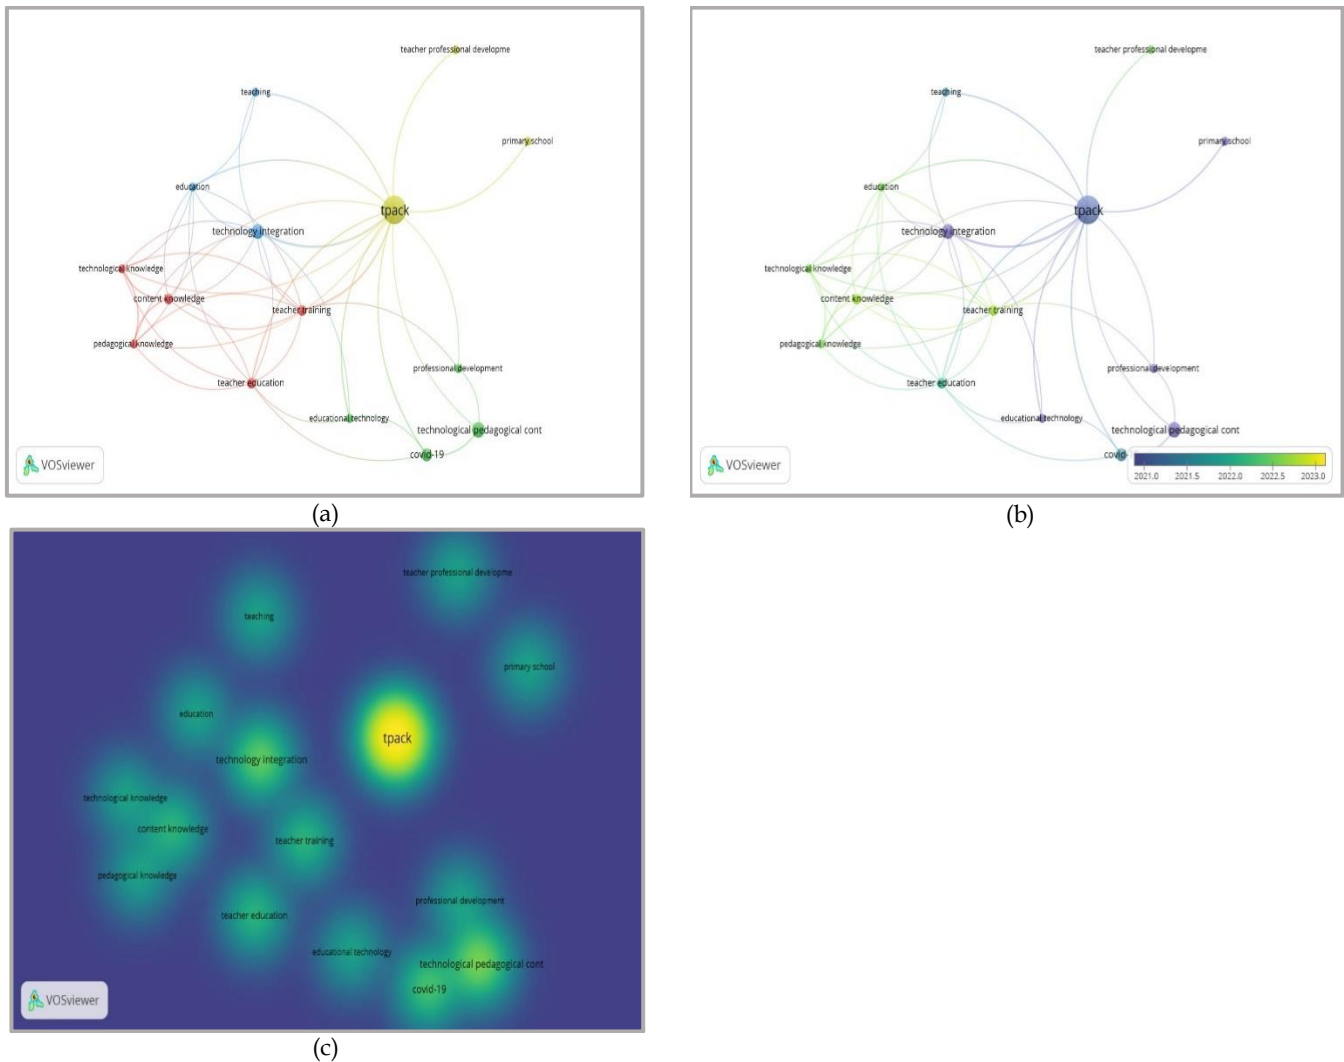 teacher professional developme
teaching
primary school
education
tpack
technology integration
technological knowledge
content knowledge
teacher training
pedagogical knowledge
professional development
teacher education
educational technology
technological pedagogical cont
covid-19
VOSviewer
(a)
teacher professional developme
teaching
primary school
education
tpack
technology integration
technological knowledge
content knowledge
teacher training
pedagogical knowledge
professional development
teacher education
educational technology
technological pedagogical cont
covid-
2021.0 2021.5 2022.0 2022.5 2023.0
VOSviewer
(b)
teacher professional developme
teaching
primary school
education
tpack
technology integration
technological knowledge
content knowledge
teacher training
pedagogical knowledge
professional development
teacher education
educational technology
technological pedagogical cont
covid-19
VOSviewer
(c)